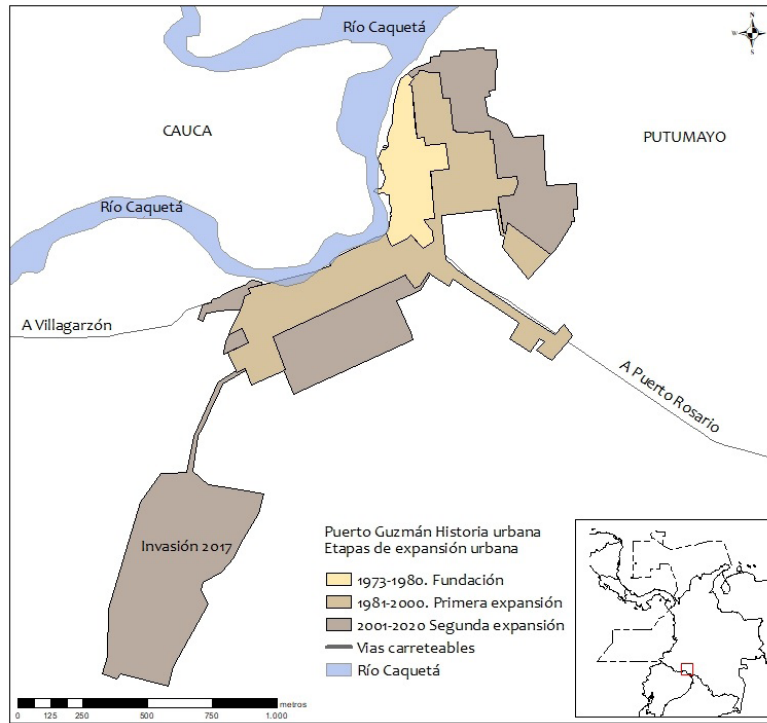 Río Caquetá
N
W
E
S
CAUCA
PUTUMAYO
Río Caquetá
A Villagarzón
A Puerto Rosario
Invasión 2017
Puerto Guzmán Historia urbana
Etapas de expansión urbana
1973-1980. Fundación
1981-2000. Primera expansión
2001-2020 Segunda expansión
Vias carreteables
Río Caquetá
0 125 250 500 750 1.000
metros